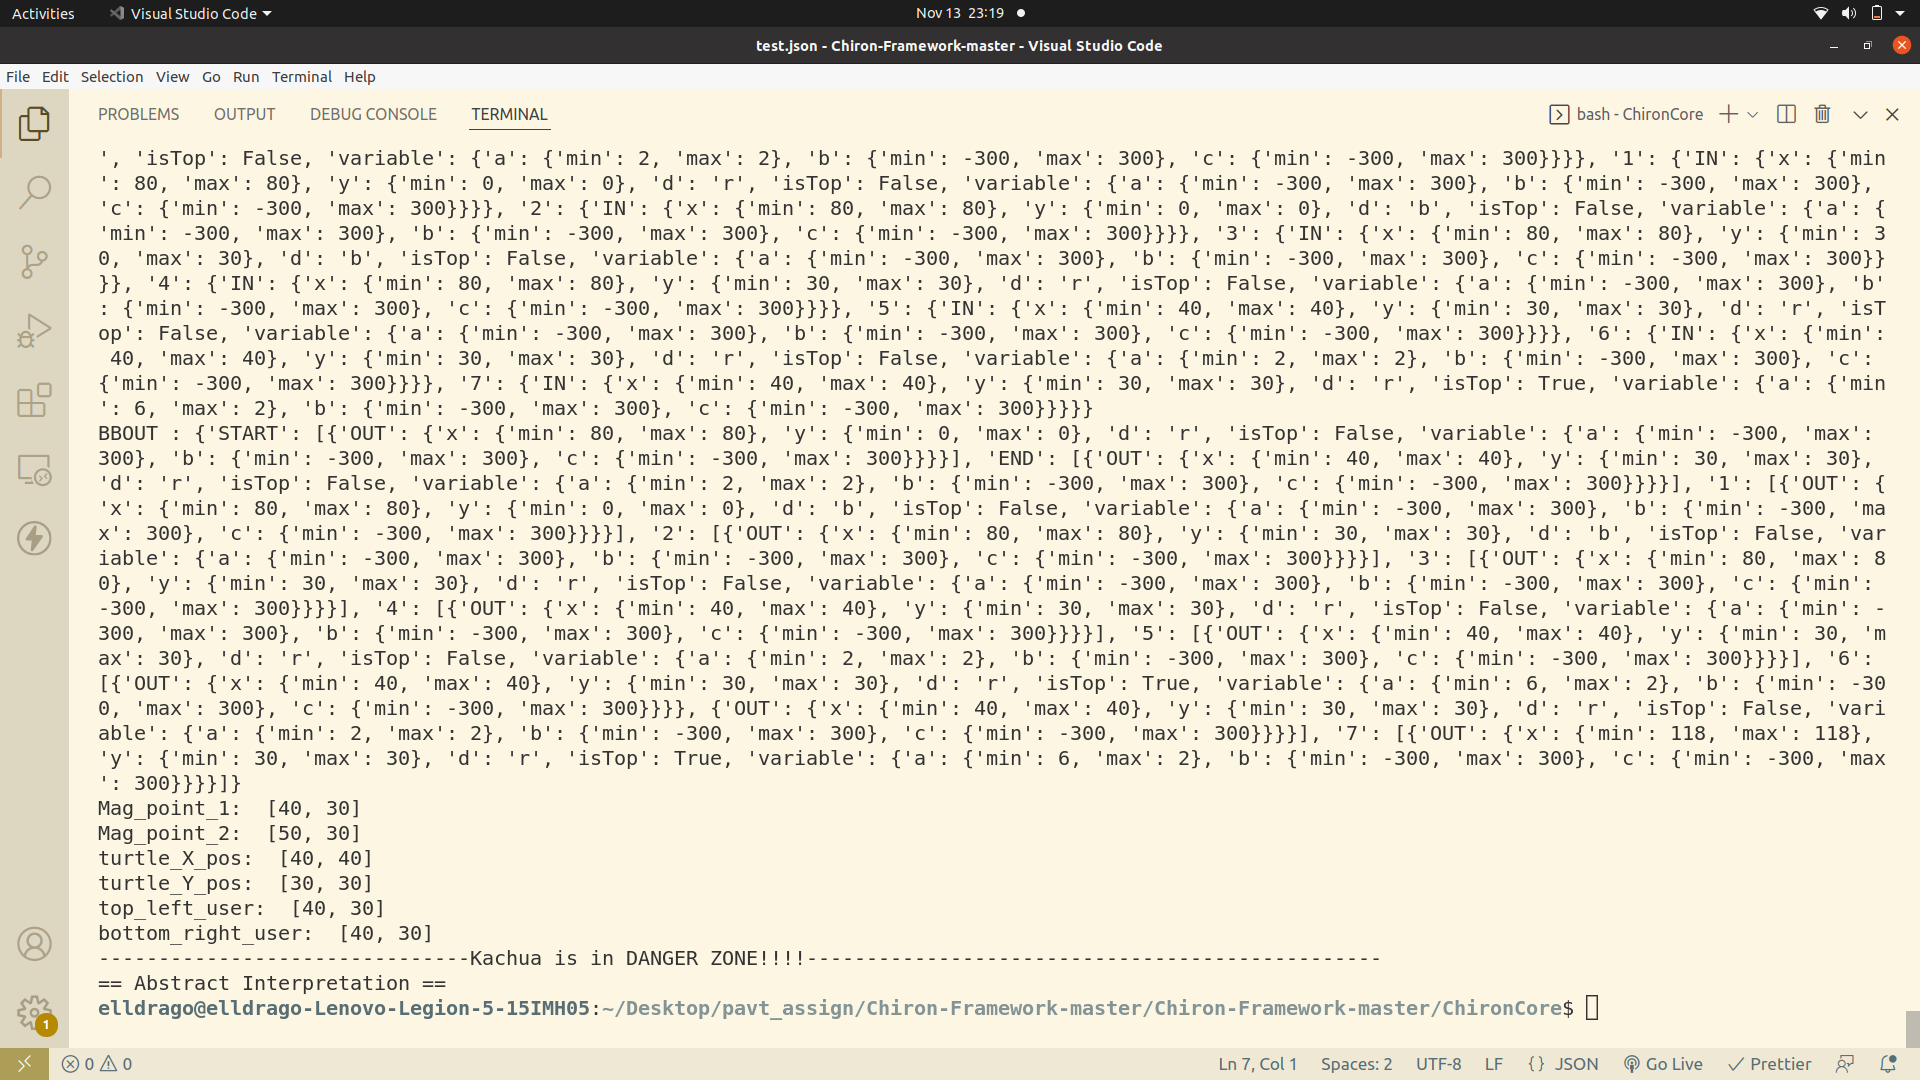 Activities
Visual Studio Code
Nov 13 23:19
test.json - Chiron-Framework-master - Visual Studio Code
File Edit Selection View Go Run Terminal Help
PROBLEMS OUTPUT DEBUG CONSOLE TERMINAL
bash - ChironCore
', 'isTop': False, 'variable': {'a': {'min': 2, 'max': 2}, 'b': {'min': -300, 'max': 300}, 'c': {'min': -300, 'max': 300}}}}, '1': {'IN': {'x': {'min
': 80, 'max': 80}, 'y': {'min': 0, 'max': 0}, 'd': 'r', 'isTop': False, 'variable': {'a': {'min': -300, 'max': 300}, 'b': {'min': -300, 'max': 300},
'c': {'min': -300, 'max': 300}}}}, '2': {'IN': {'x': {'min': 80, 'max': 80}, 'y': {'min': 0, 'max': 0}, 'd': 'b', 'isTop': False, 'variable': {'a': {
'min': -300, 'max': 300}, 'b': {'min': -300, 'max': 300}, 'c': {'min': -300, 'max': 300}}}}, '3': {'IN': {'x': {'min': 80, 'max': 80}, 'y': {'min': 3
0, 'max': 30}, 'd': 'b', 'isTop': False, 'variable': {'a': {'min': -300, 'max': 300}, 'b': {'min': -300, 'max': 300}, 'c': {'min': -300, 'max': 300}}
}}, '4': {'IN': {'x': {'min': 80, 'max': 80}, 'y': {'min': 30, 'max': 30}, 'd': 'r', 'isTop': False, 'variable': {'a': {'min': -300, 'max': 300}, 'b'
: {'min': -300, 'max': 300}, 'c': {'min': -300, 'max': 300}}}}, '5': {'IN': {'x': {'min': 40, 'max': 40}, 'y': {'min': 30, 'max': 30}, 'd': 'r', 'isT
op': False, 'variable': {'a': {'min': -300, 'max': 300}, 'b': {'min': -300, 'max': 300}, 'c': {'min': -300, 'max': 300}}}}, '6': {'IN': {'x': {'min':
 40, 'max': 40}, 'y': {'min': 30, 'max': 30}, 'd': 'r', 'isTop': False, 'variable': {'a': {'min': 2, 'max': 2}, 'b': {'min': -300, 'max': 300}, 'c':
{'min': -300, 'max': 300}}}}, '7': {'IN': {'x': {'min': 40, 'max': 40}, 'y': {'min': 30, 'max': 30}, 'd': 'r', 'isTop': True, 'variable': {'a': {'min
': 6, 'max': 2}, 'b': {'min': -300, 'max': 300}, 'c': {'min': -300, 'max': 300}}}}}
BBOUT : {'START': [{'OUT': {'x': {'min': 80, 'max': 80}, 'y': {'min': 0, 'max': 0}, 'd': 'r', 'isTop': False, 'variable': {'a': {'min': -300, 'max':
300}, 'b': {'min': -300, 'max': 300}, 'c': {'min': -300, 'max': 300}}}}], 'END': [{'OUT': {'x': {'min': 40, 'max': 40}, 'y': {'min': 30, 'max': 30},
'd': 'r', 'isTop': False, 'variable': {'a': {'min': 2, 'max': 2}, 'b': {'min': -300, 'max': 300}, 'c': {'min': -300, 'max': 300}}}}], '1': [{'OUT': {
'x': {'min': 80, 'max': 80}, 'y': {'min': 0, 'max': 0}, 'd': 'b', 'isTop': False, 'variable': {'a': {'min': -300, 'max': 300}, 'b': {'min': -300, 'ma
x': 300}, 'c': {'min': -300, 'max': 300}}}}], '2': [{'OUT': {'x': {'min': 80, 'max': 80}, 'y': {'min': 30, 'max': 30}, 'd': 'b', 'isTop': False, 'var
iable': {'a': {'min': -300, 'max': 300}, 'b': {'min': -300, 'max': 300}, 'c': {'min': -300, 'max': 300}}}}], '3': [{'OUT': {'x': {'min': 80, 'max': 8
0}, 'y': {'min': 30, 'max': 30}, 'd': 'r', 'isTop': False, 'variable': {'a': {'min': -300, 'max': 300}, 'b': {'min': -300, 'max': 300}, 'c': {'min':
-300, 'max': 300}}}}], '4': [{'OUT': {'x': {'min': 40, 'max': 40}, 'y': {'min': 30, 'max': 30}, 'd': 'r', 'isTop': False, 'variable': {'a': {'min': -
300, 'max': 300}, 'b': {'min': -300, 'max': 300}, 'c': {'min': -300, 'max': 300}}}}], '5': [{'OUT': {'x': {'min': 40, 'max': 40}, 'y': {'min': 30, 'm
ax': 30}, 'd': 'r', 'isTop': False, 'variable': {'a': {'min': 2, 'max': 2}, 'b': {'min': -300, 'max': 300}, 'c': {'min': -300, 'max': 300}}}}], '6':
[{'OUT': {'x': {'min': 40, 'max': 40}, 'y': {'min': 30, 'max': 30}, 'd': 'r', 'isTop': True, 'variable': {'a': {'min': 6, 'max': 2}, 'b': {'min': -30
0, 'max': 300}, 'c': {'min': -300, 'max': 300}}}}, {'OUT': {'x': {'min': 40, 'max': 40}, 'y': {'min': 30, 'max': 30}, 'd': 'r', 'isTop': False, 'vari
able': {'a': {'min': 2, 'max': 2}, 'b': {'min': -300, 'max': 300}, 'c': {'min': -300, 'max': 300}}}}], '7': [{'OUT': {'x': {'min': 118, 'max': 118},
'y': {'min': 30, 'max': 30}, 'd': 'r', 'isTop': True, 'variable': {'a': {'min': 6, 'max': 2}, 'b': {'min': -300, 'max': 300}, 'c': {'min': -300, 'max
': 300}}}}]}
Mag_point_1:  [40, 30]
Mag_point_2:  [50, 30]
turtle_X_pos:  [40, 40]
turtle_Y_pos:  [30, 30]
top_left_user:  [40, 30]
bottom_right_user:  [40, 30]
-------------------------------Kachua is in DANGER ZONE!!!!------------------------------------------------
== Abstract Interpretation ==
elldrago@elldrago-Lenovo-Legion-5-15IMH05:~/Desktop/pavt_assign/Chiron-Framework-master/Chiron-Framework-master/ChironCore$
1
0 0
Ln 7, Col 1 Spaces: 2 UTF-8 LF {} JSON Go Live Prettier